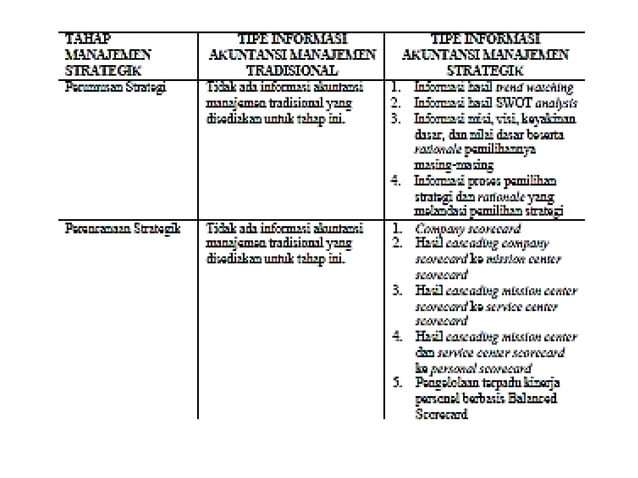 TAHAP
MANAJEMEN
STRATEGIK
TIPE INFORMASI
AKUNTANSI MANAJEMEN
TRADISIONAL
TIPE INFORMASI
AKUNTANSI MANAJEMEN
STRATEGIK
Perumusan Strategi
Tidak ada informasi akuntansi
manajemen tradisional yang
disediakan untuk tahap ini.
1. Informasi hasil trend watching
2. Informasi hasil SWOT analysis
3. Informasi misi, visi, keyakinan
dasar, dan nilai dasar beserta
rationale pemilihannya
masing-masing
4. Informasi proses pemilihan
strategi dan rationale yang
melandasi pemilihan strategi
Perencanaan Strategik
Tidak ada informasi akuntansi
manajemen tradisional yang
disediakan untuk tahap ini.
1. Company scorecard
2. Hasil cascading company
scorecard ke mission center
scorecard
3. Hasil cascading mission center
scorecard ke service center
scorecard
4. Hasil cascading mission center
dan service center scorecard
ke personal scorecard
5. Pengelolaan terpadu kinerja
personel berbasis Balanced
Scorecard